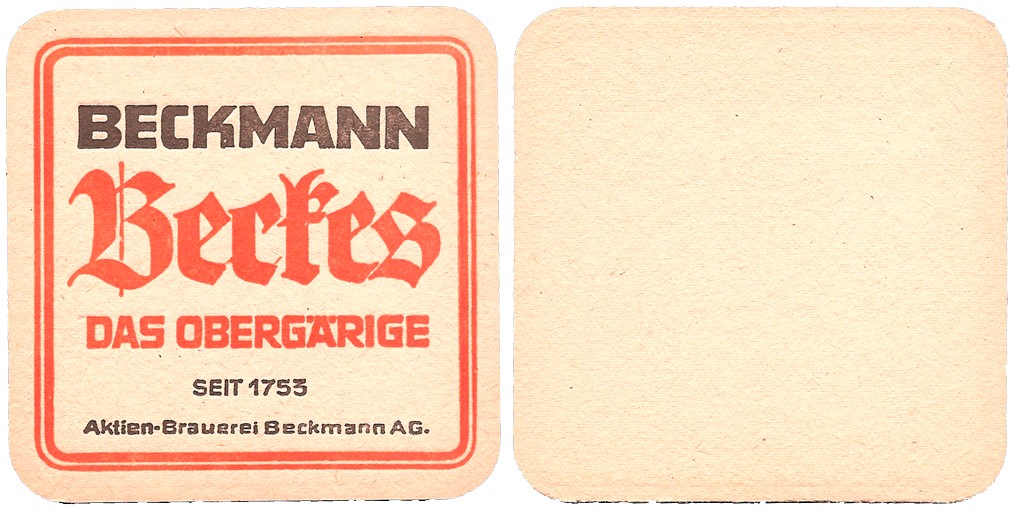 BECKMANN
Beckes
DAS OBERGÄRIGE
SEIT 1753
Aktien-Brauerei Beckmann AG.